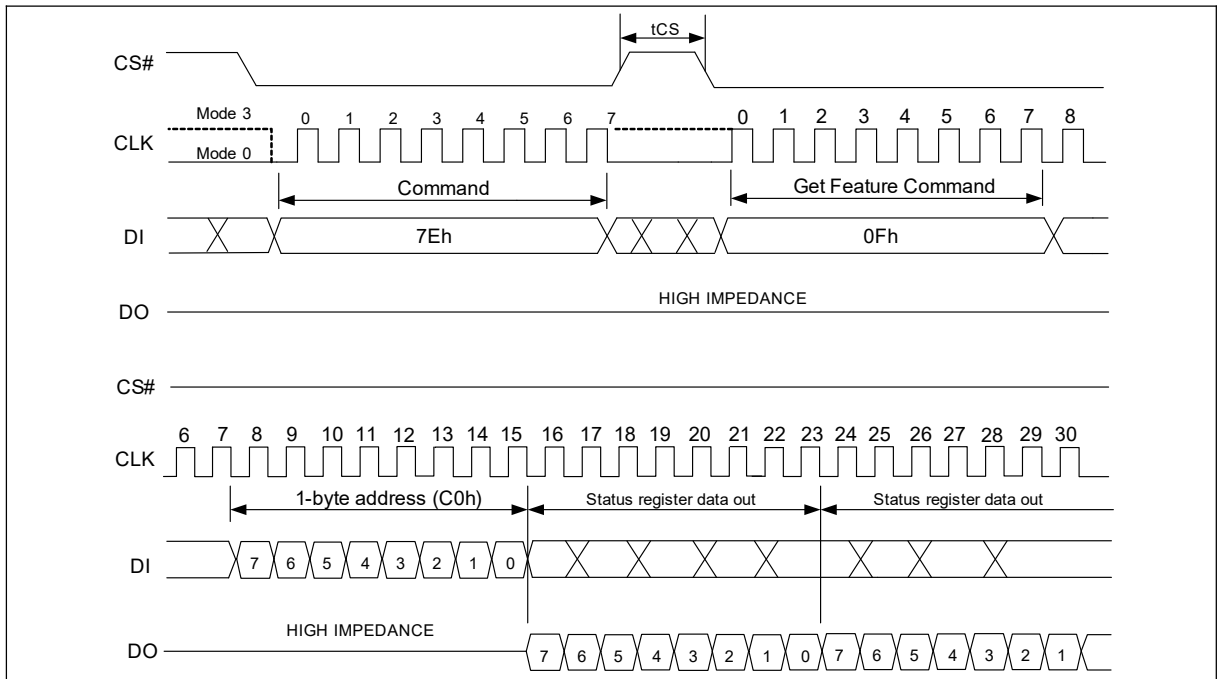 tCS
CS#
Mode 3
0 1 2 3 4 5 6 7 0 1 2 3 4 5 6 7 8
CLK
Mode 0
Command Get Feature Command
DI 7Eh 0Fh
HIGH IMPEDANCE
DO
CS#
6 7 8 9 10 11 12 13 14 15 16 17 18 19 20 21 22 23 24 25 26 27 28 29 30
CLK
1-byte address (C0h) Status register data out Status register data out
DI 7 6 5 4 3 2 1 0
HIGH IMPEDANCE
DO 7 6 5 4 3 2 1 0 7 6 5 4 3 2 1